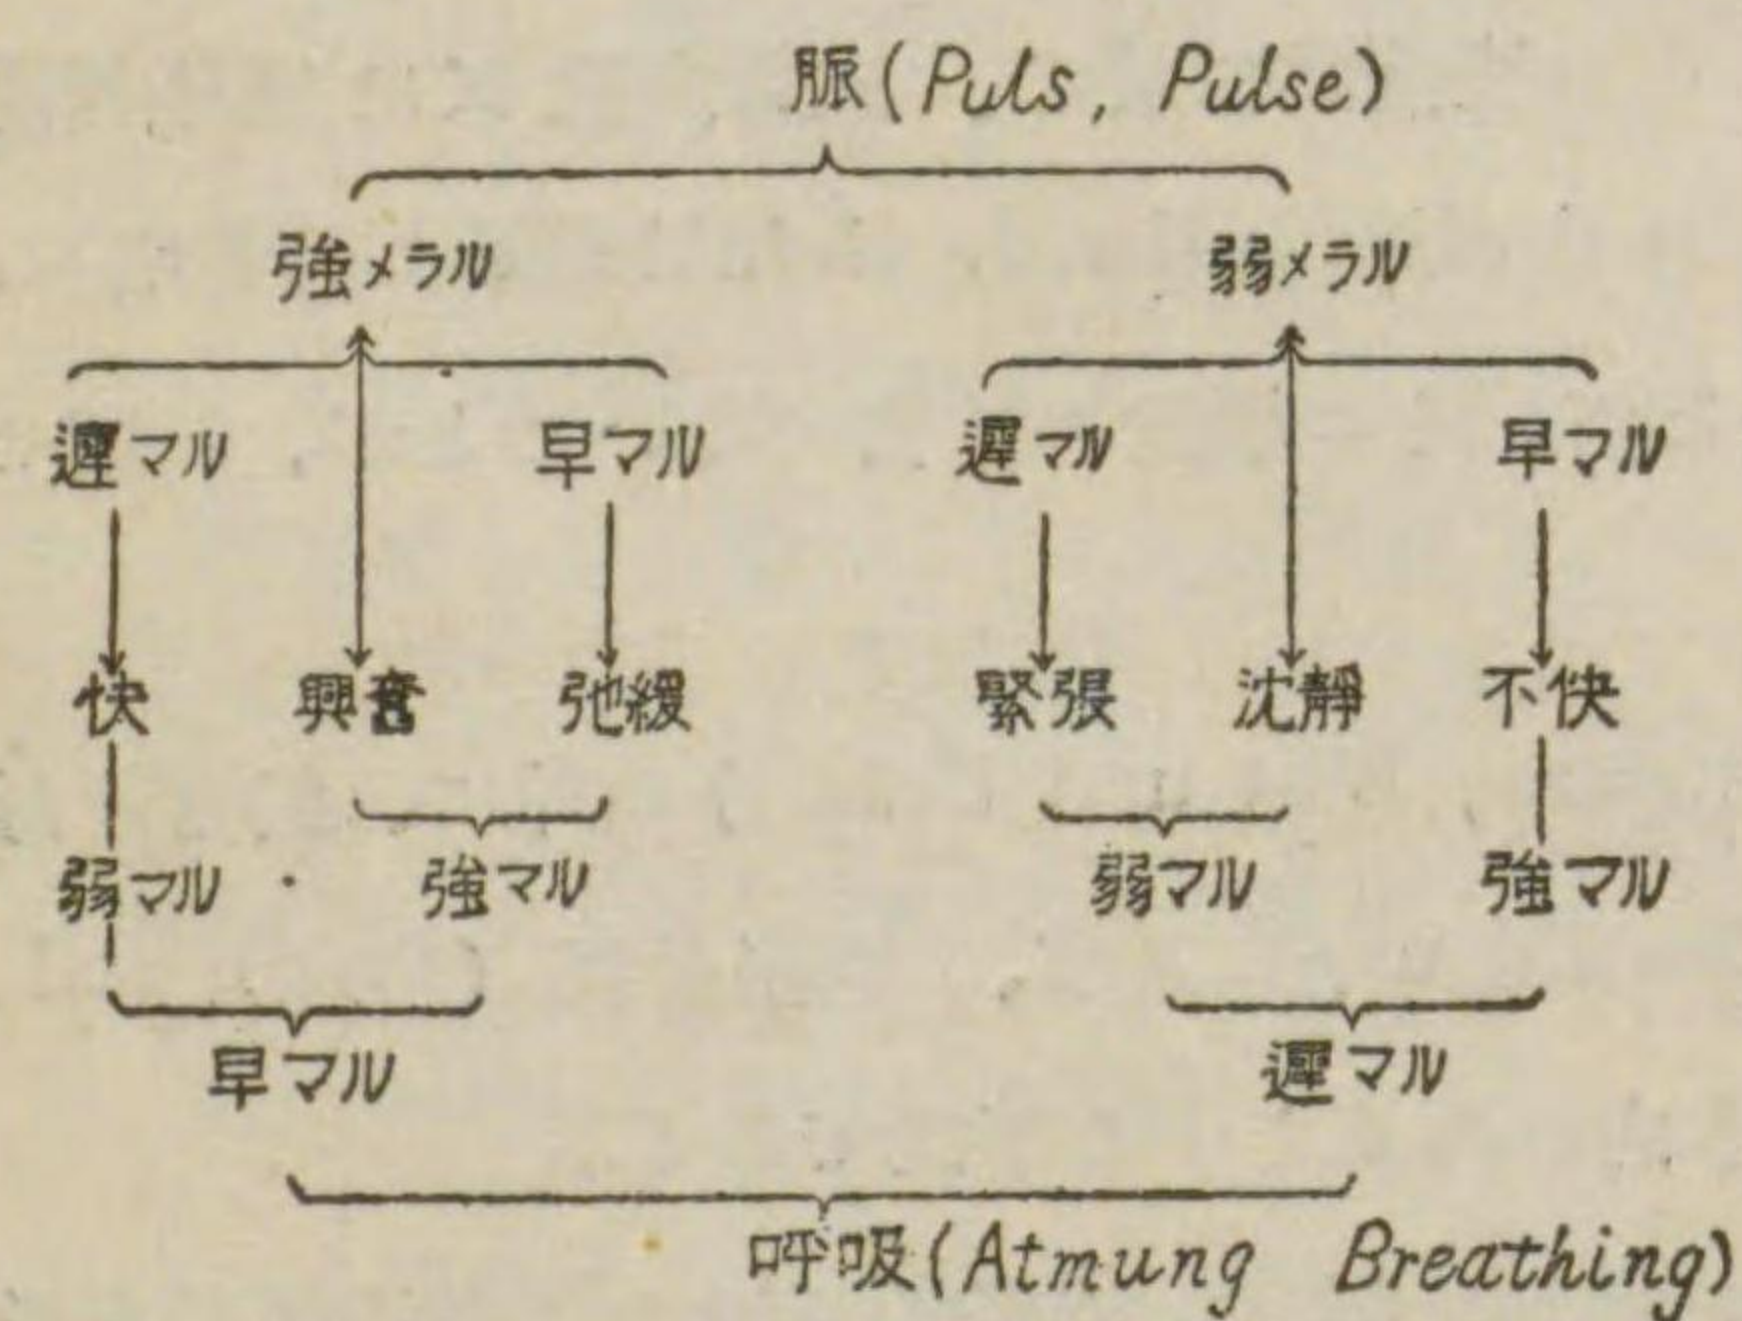 脈(Puls, Pulse)
強メラル 弱メラル
遲マル 早マル 遲マル 早マル
快 興奮 弛緩 緊張 沈靜 不快
弱マル 強マル 弱マル 強マル
早マル 遲マル
呼吸(Atmung Breathing)